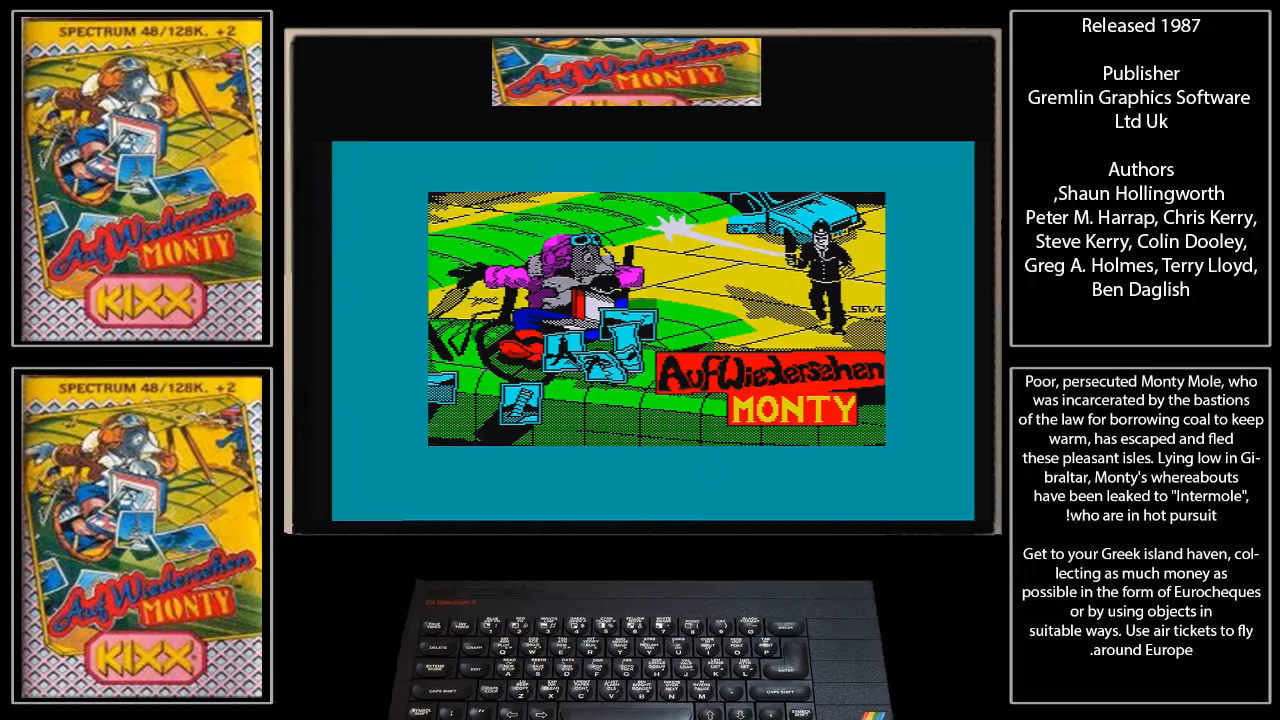 SPECTRUM 48/128K, +2
Auf Wiedersehen
MONTY
KIXX
SPECTRUM 48/128K, +2
Auf Wiedersehen
MONTY
KIXX
Auf Wiedersehen
MONTY
STEVE
Auf Wiedersehen
MONTY
ZX Spectrum +
Released 1987
Publisher
Gremlin Graphics Software
Ltd Uk
Authors
,Shaun Hollingworth
Peter M. Harrap, Chris Kerry,
Steve Kerry, Colin Dooley,
Greg A. Holmes, Terry Lloyd,
Ben Daglish
Poor, persecuted Monty Mole, who
was incarcerated by the bastions
of the law for borrowing coal to keep
warm, has escaped and fled
these pleasant isles. Lying low in Gi-
braltar, Monty's whereabouts
have been leaked to "Intermole",
!who are in hot pursuit
Get to your Greek island haven, col-
lecting as much money as
possible in the form of Eurocheques
or by using objects in
suitable ways. Use air tickets to fly
.around Europe